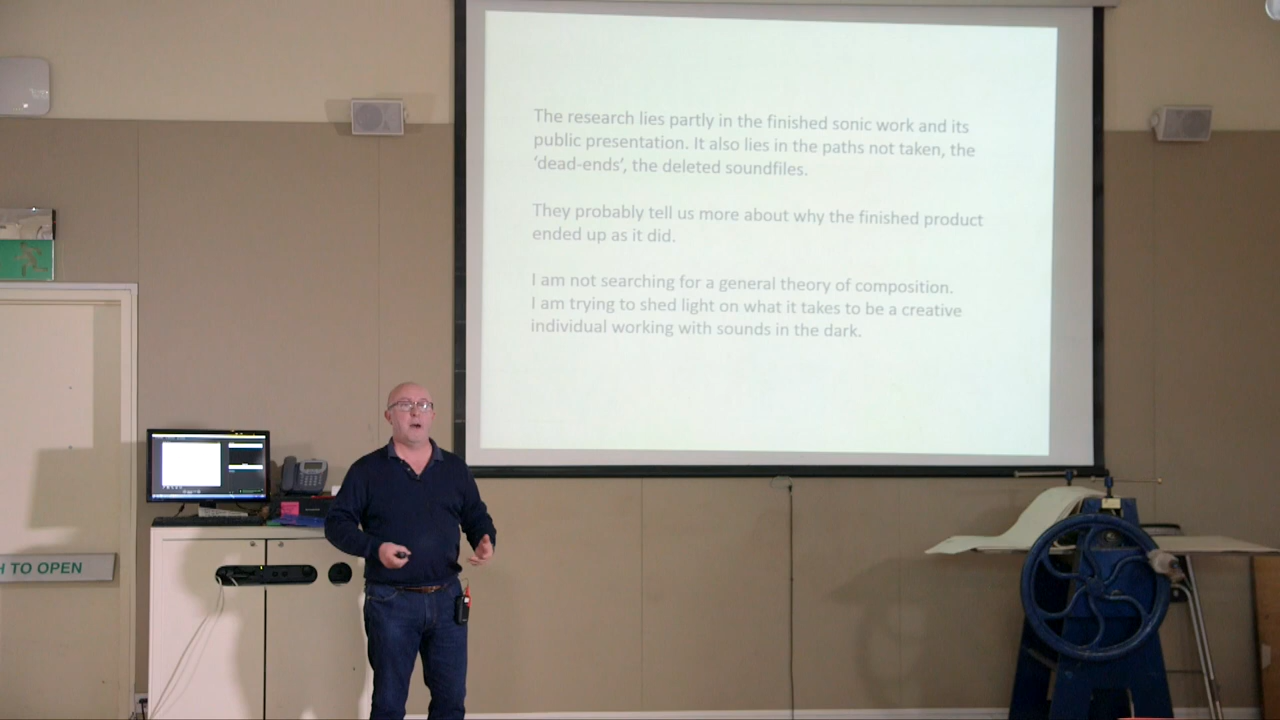 The research lies partly in the finished sonic work and its
public presentation. It also lies in the paths not taken, the
‘dead-ends’, the deleted soundfiles.
They probably tell us more about why the finished product
ended up as it did.
I am not searching for a general theory of composition.
I am trying to shed light on what it takes to be a creative
individual working with sounds in the dark.
H TO OPEN